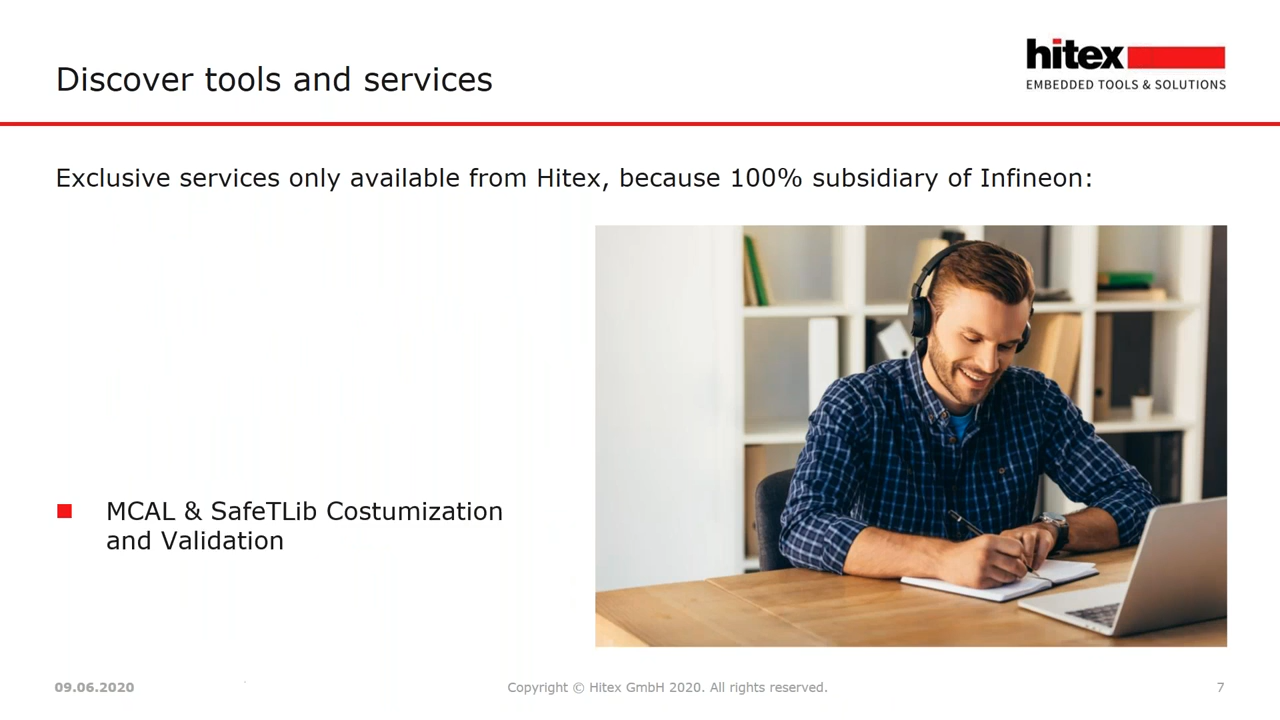 Discover tools and services
hitex
EMBEDDED TOOLS & SOLUTIONS
Exclusive services only available from Hitex, because 100% subsidiary of Infineon:
MCAL & SafeTLib Costumization
and Validation
09.06.2020
Copyright © Hitex GmbH 2020. All rights reserved.
7